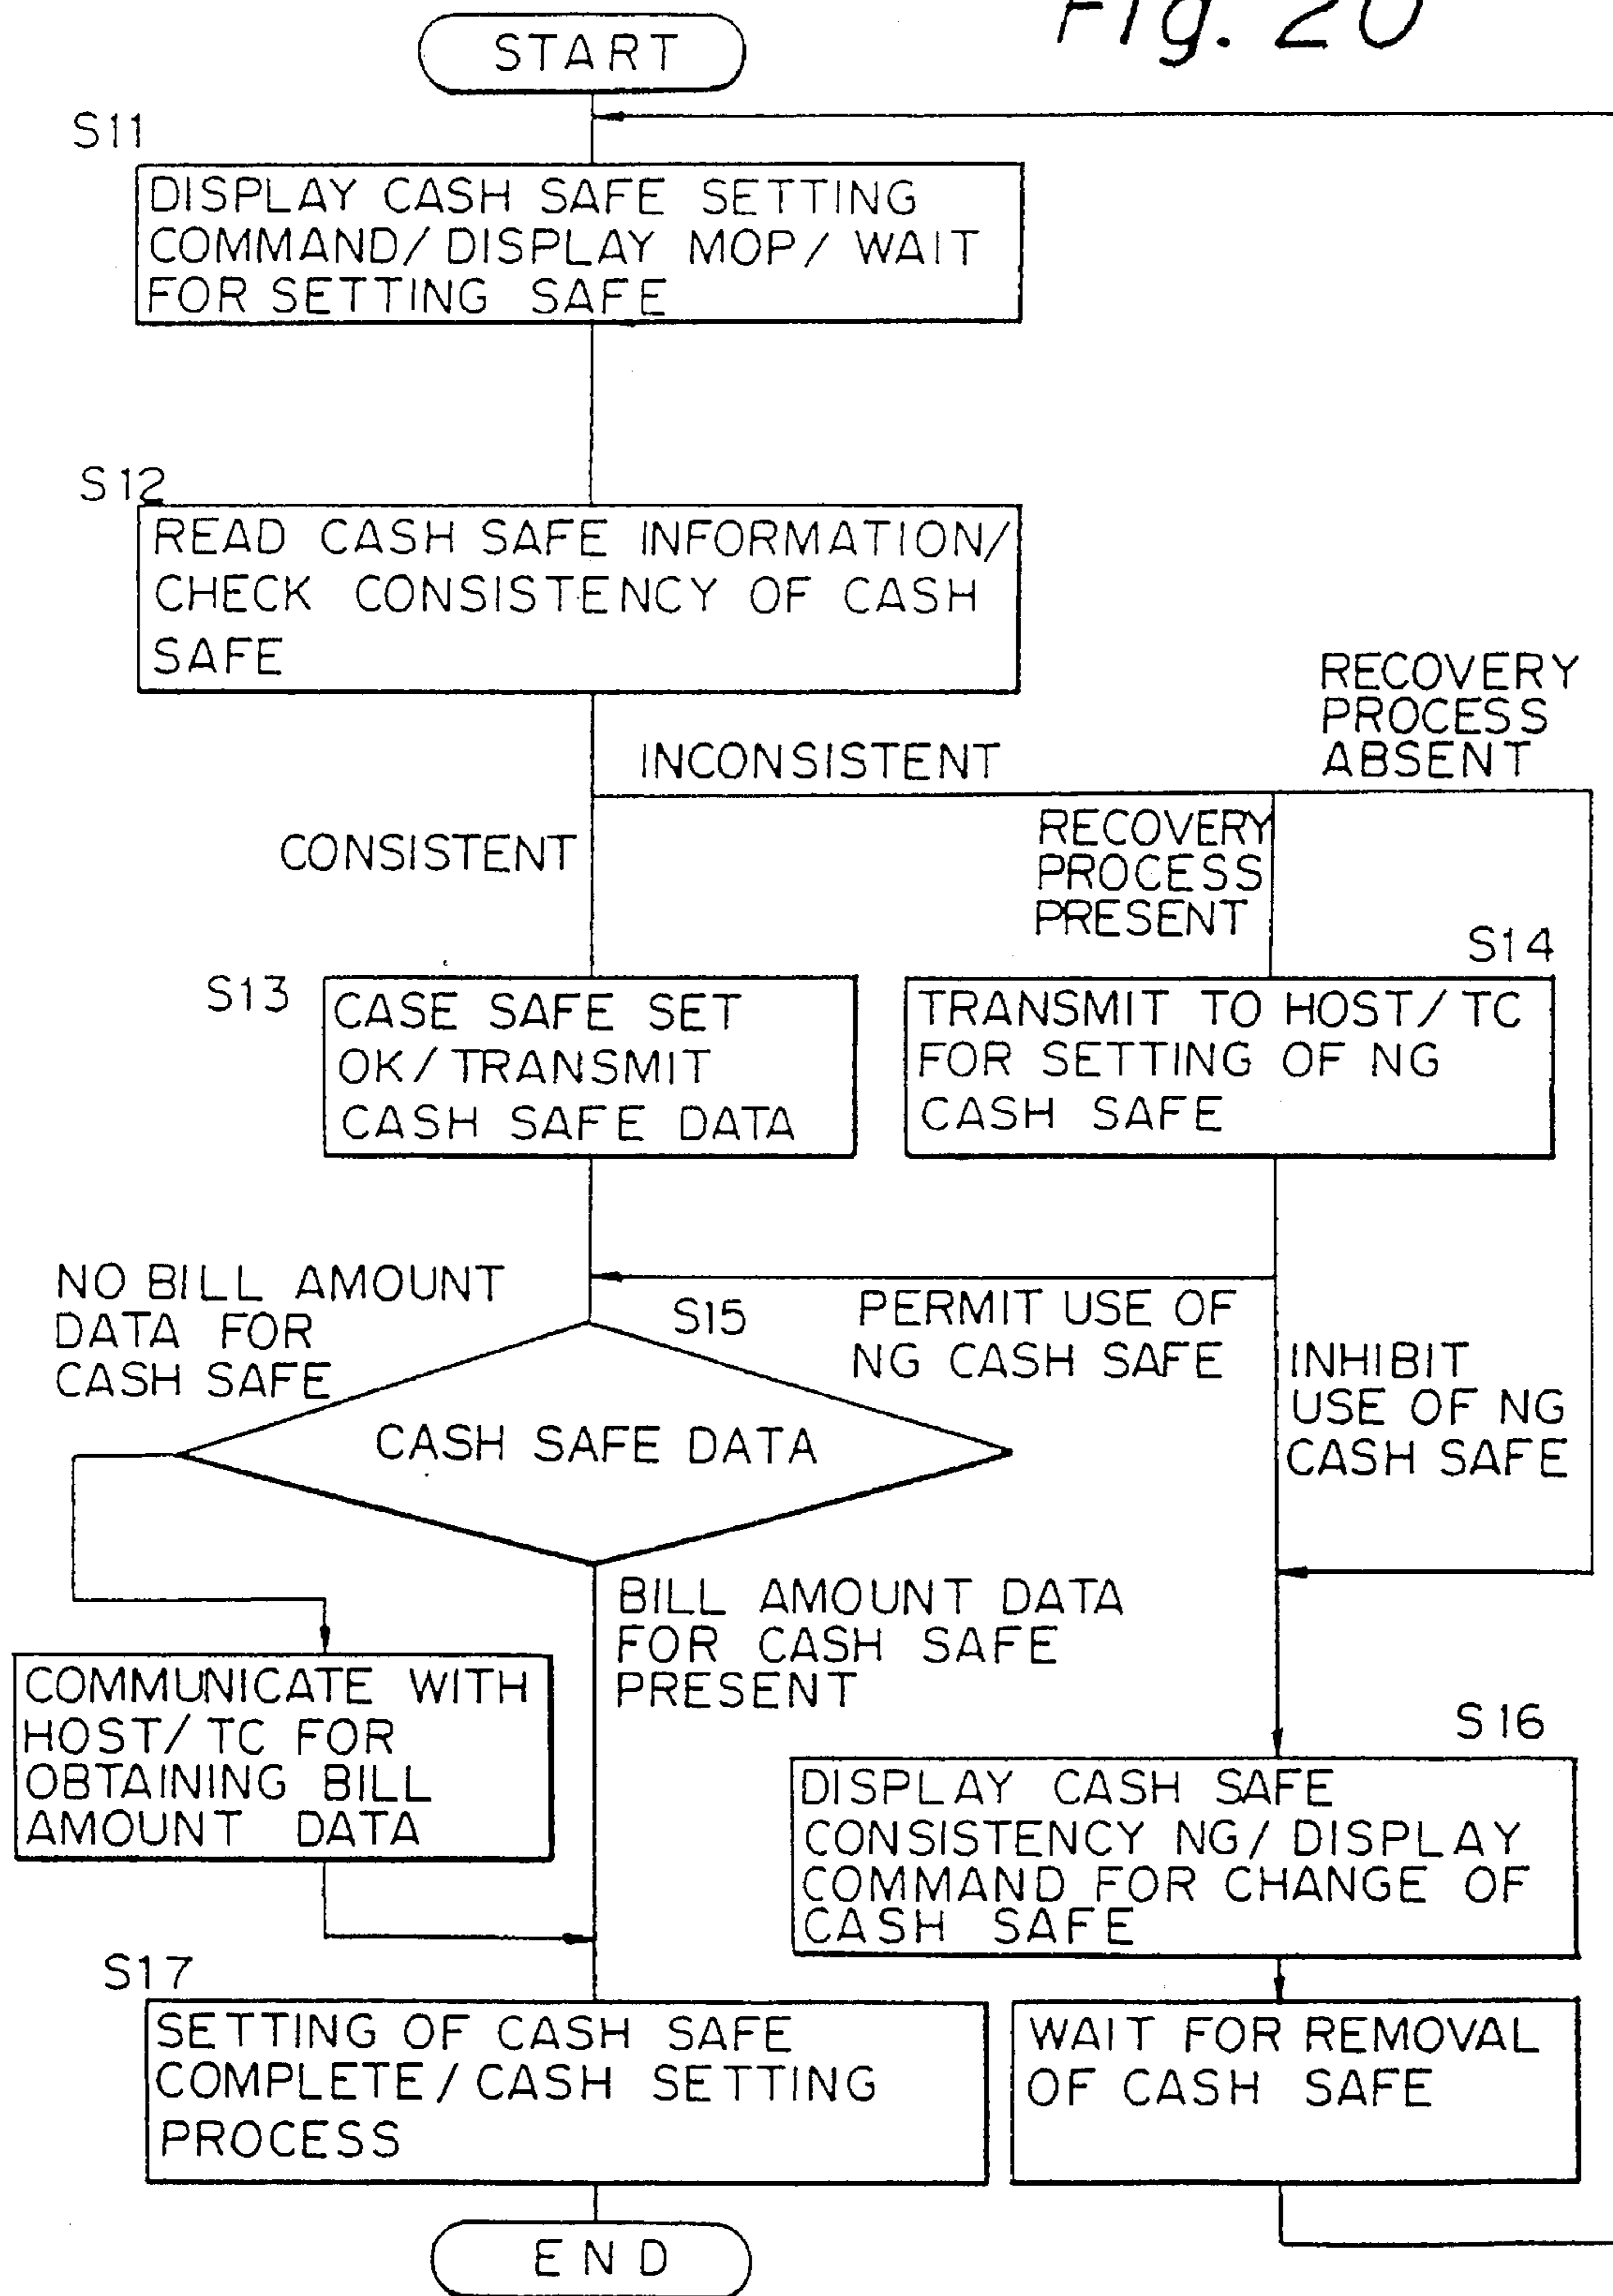 Fig. 20
START
S11
DISPLAY CASH SAFE SETTING
COMMAND/DISPLAY MOP/WAIT
FOR SETTING SAFE
S12
READ CASH SAFE INFORMATION/
CHECK CONSISTENCY OF CASH
SAFE
INCONSISTENT
RECOVERY
PROCESS
ABSENT
CONSISTENT
RECOVERY
PROCESS
PRESENT
S13
CASE SAFE SET
OK/TRANSMIT
CASH SAFE DATA
S14
TRANSMIT TO HOST/TC
FOR SETTING OF NG
CASH SAFE
NO BILL AMOUNT
DATA FOR
CASH SAFE
S15
PERMIT USE OF
NG CASH SAFE
INHIBIT
USE OF NG
CASH SAFE
CASH SAFE DATA
BILL AMOUNT DATA
FOR CASH SAFE
PRESENT
COMMUNICATE WITH
HOST/TC FOR
OBTAINING BILL
AMOUNT DATA
S16
DISPLAY CASH SAFE
CONSISTENCY NG/DISPLAY
COMMAND FOR CHANGE OF
CASH SAFE
S17
SETTING OF CASH SAFE
COMPLETE/CASH SETTING
PROCESS
WAIT FOR REMOVAL
OF CASH SAFE
END